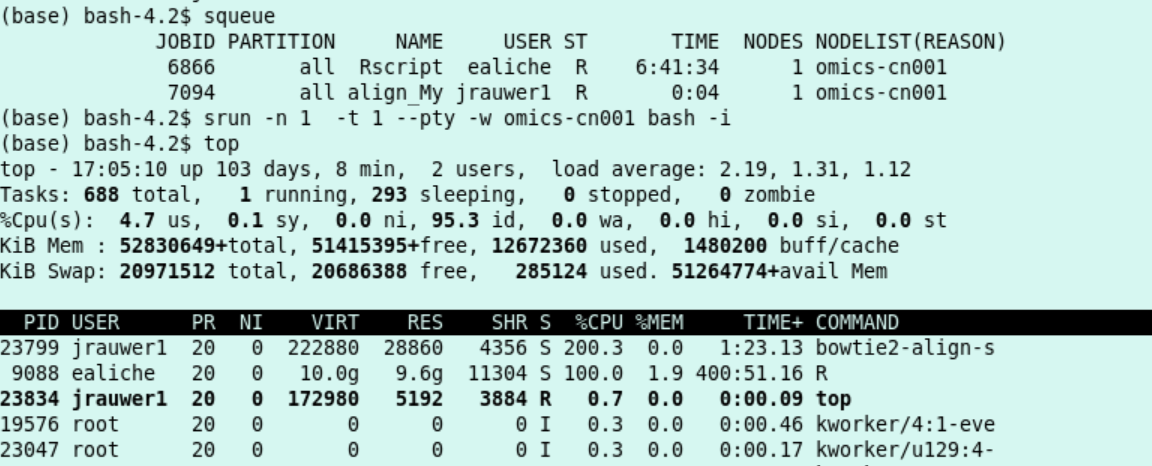 (base) bash-4.2$ squeue
JOBID PARTITION NAME USER ST TIME NODES NODELIST(REASON)
6866 all Rscript ealiche R 6:41:34 1 omics-cn001
7094 all align_My jrauwer1 R 0:04 1 omics-cn001
(base) bash-4.2$ srun -n 1 -t 1 --pty -w omics-cn001 bash -i
(base) bash-4.2$ top
top - 17:05:10 up 103 days, 8 min, 2 users, load average: 2.19, 1.31, 1.12
Tasks: 688 total, 1 running, 293 sleeping, 0 stopped, 0 zombie
%Cpu(s): 4.7 us, 0.1 sy, 0.0 ni, 95.3 id, 0.0 wa, 0.0 hi, 0.0 si, 0.0 st
KiB Mem : 52830649+total, 51415395+free, 12672360 used, 1480200 buff/cache
KiB Swap: 20971512 total, 20686388 free, 285124 used. 51264774+avail Mem
PID USER PR NI VIRT RES SHR S %CPU %MEM TIME+ COMMAND
23799 jrauwer1 20 0 222880 28860 4356 S 200.3 0.0 1:23.13 bowtie2-align-s
9088 ealiche 20 0 10.0g 9.6g 11304 S 100.0 1.9 400:51.16 R
23834 jrauwer1 20 0 172980 5192 3884 R 0.7 0.0 0:00.09 top
19576 root 20 0 0 0 0 I 0.3 0.0 0:00.46 kworker/4:1-eve
23047 root 20 0 0 0 0 I 0.3 0.0 0:00.17 kworker/u129:4-